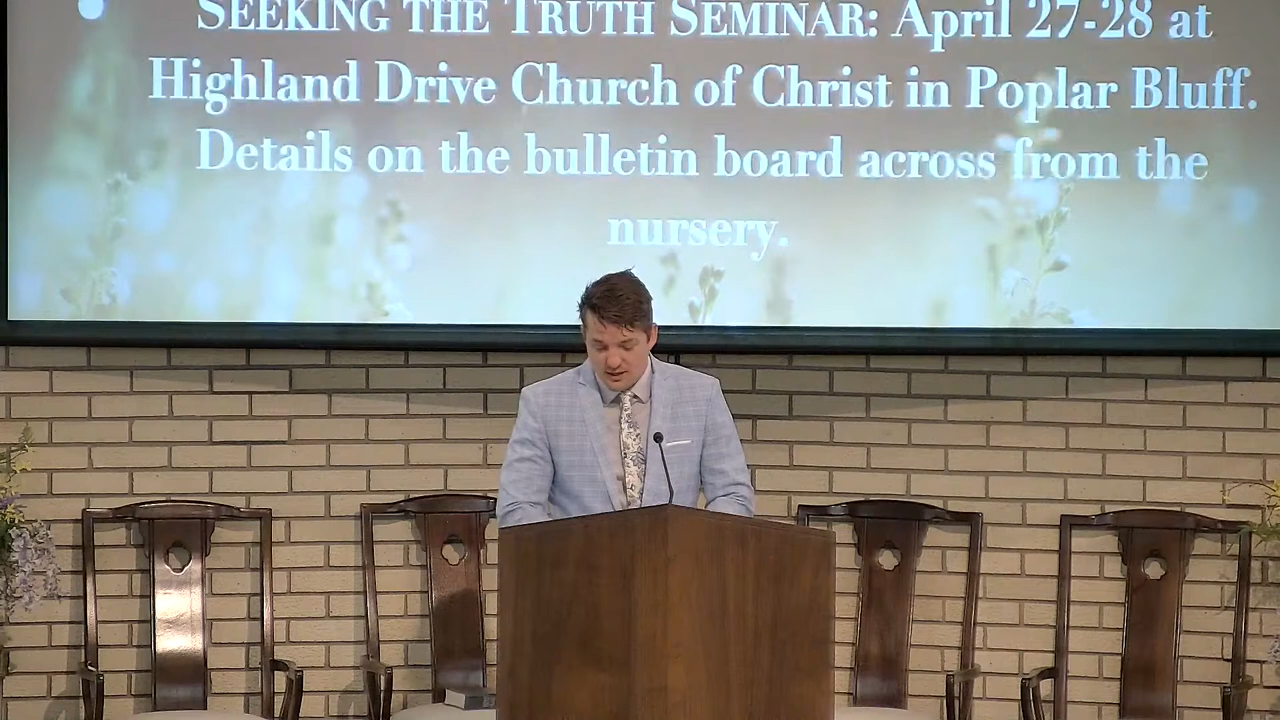 SEEKING THE TRUTH SEMINAR: April 27-28 at
Highland Drive Church of Christ in Poplar Bluff.
Details on the bulletin board across from the
nursery.